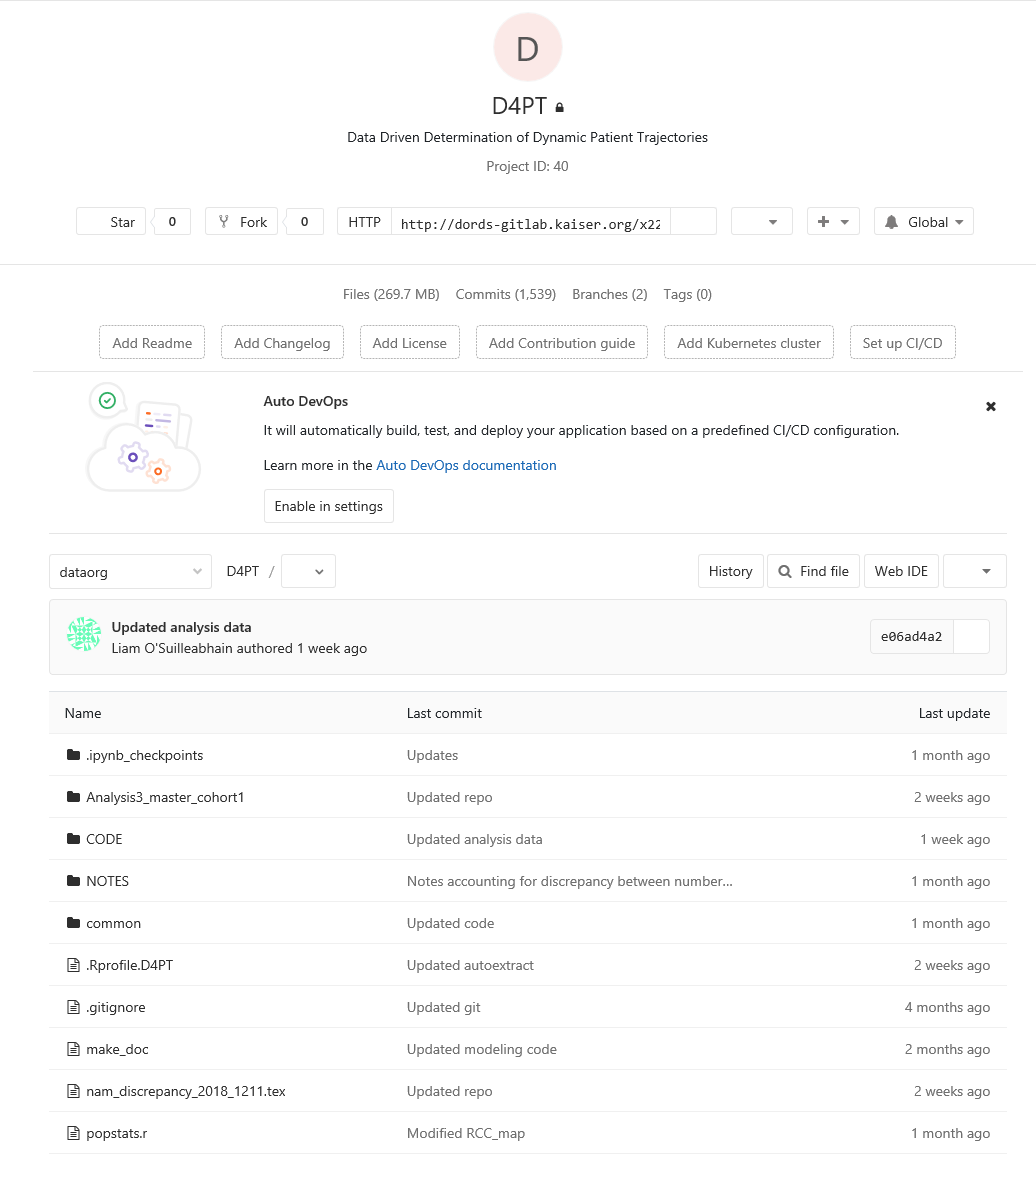 D
D4PT
Data Driven Determination of Dynamic Patient Trajectories
Project ID: 40
Star 0 Fork 0 HTTP http://dords-gitlab.kaiser.org/x22 + Global
Files (269.7 MB) Commits (1,539) Branches (2) Tags (0)
Add Readme Add Changelog Add License Add Contribution guide Add Kubernetes cluster Set up CI/CD
Auto DevOps
It will automatically build, test, and deploy your application based on a predefined CI/CD configuration.
Learn more in the Auto DevOps documentation
Enable in settings
dataorg D4PT / History Find file Web IDE
Updated analysis data
Liam O'Suilleabhain authored 1 week ago
e06ad4a2
Name Last commit Last update
.ipynb_checkpoints Updates 1 month ago
Analysis3_master_cohort1 Updated repo 2 weeks ago
CODE Updated analysis data 1 week ago
NOTES Notes accounting for discrepancy between number... 1 month ago
common Updated code 1 month ago
.Rprofile.D4PT Updated autoextract 2 weeks ago
.gitignore Updated git 4 months ago
make_doc Updated modeling code 2 months ago
nam_discrepancy_2018_1211.tex Updated repo 2 weeks ago
popstats.r Modified RCC_map 1 month ago